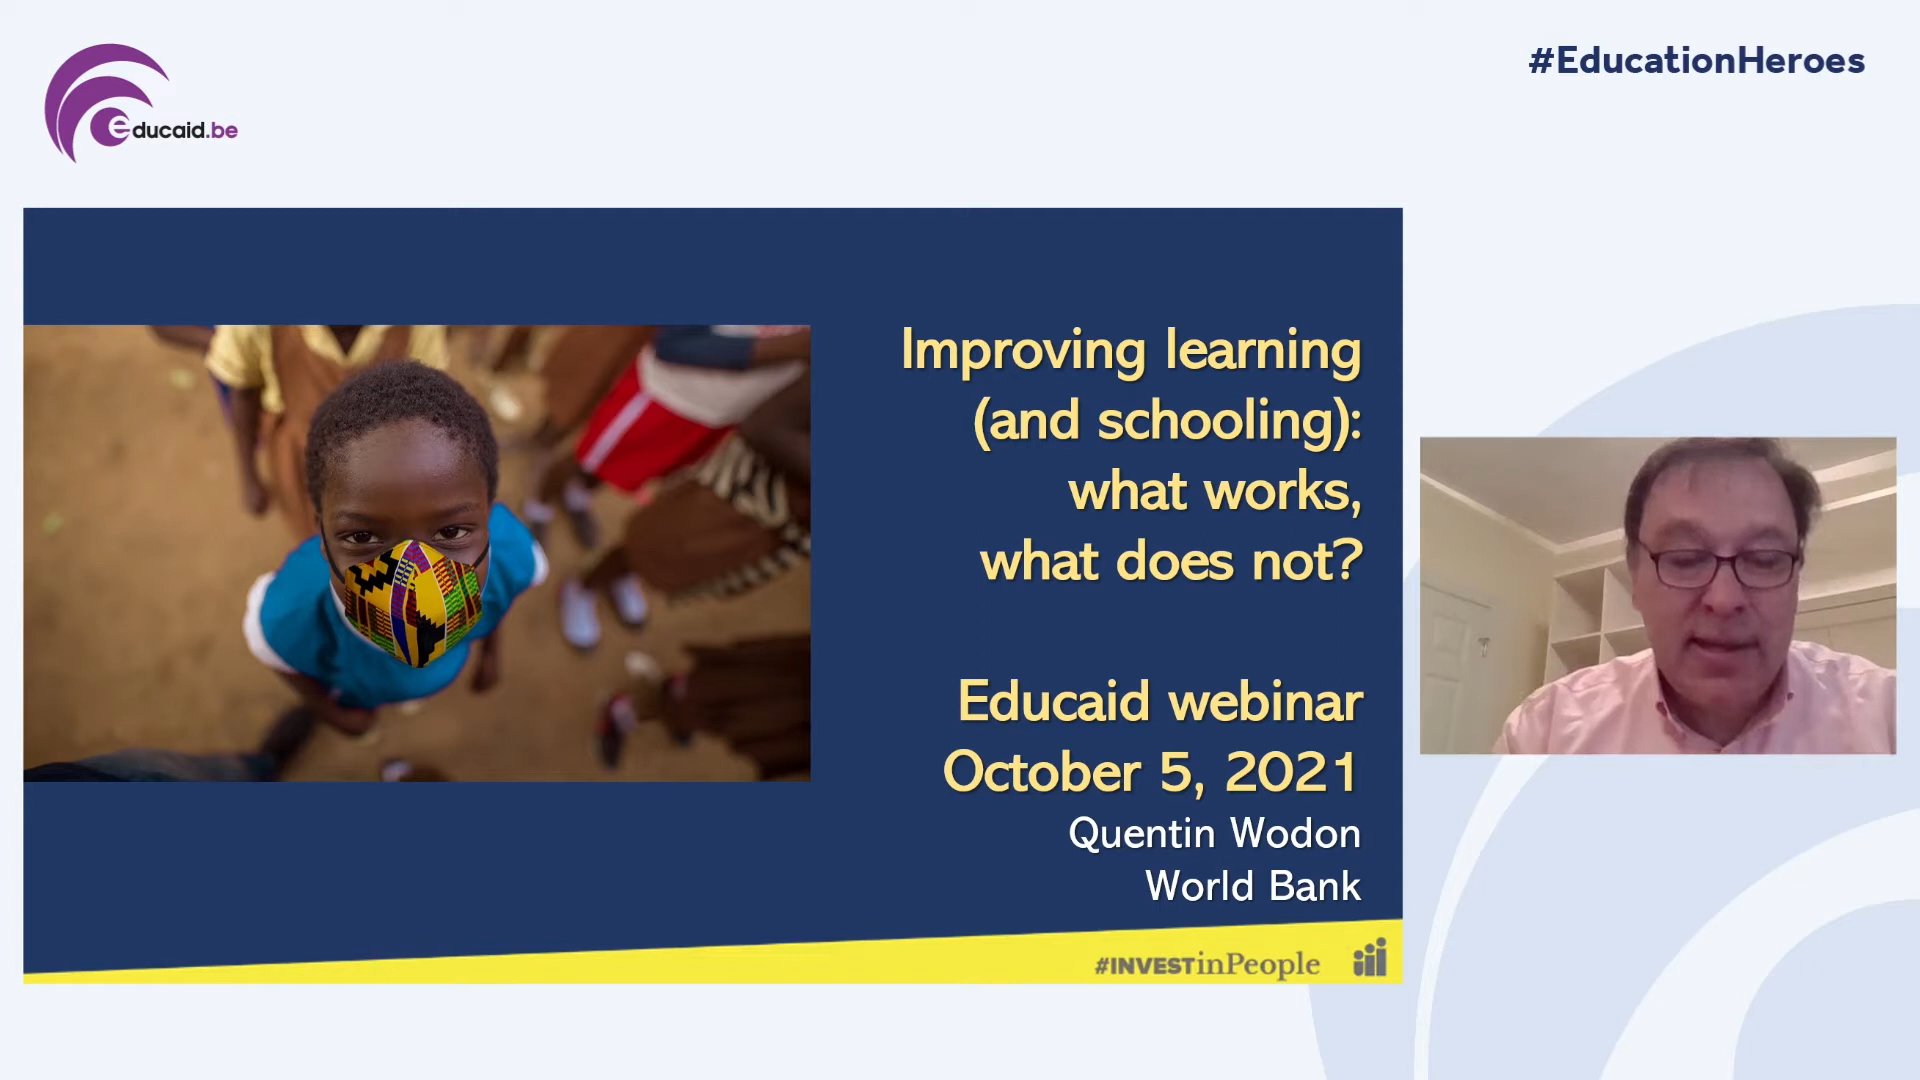 educaid.be
#EducationHeroes
Improving learning
(and schooling):
what works,
what does not?
Educaid webinar
October 5, 2021
Quentin Wodon
World Bank
#INVESTinPeople